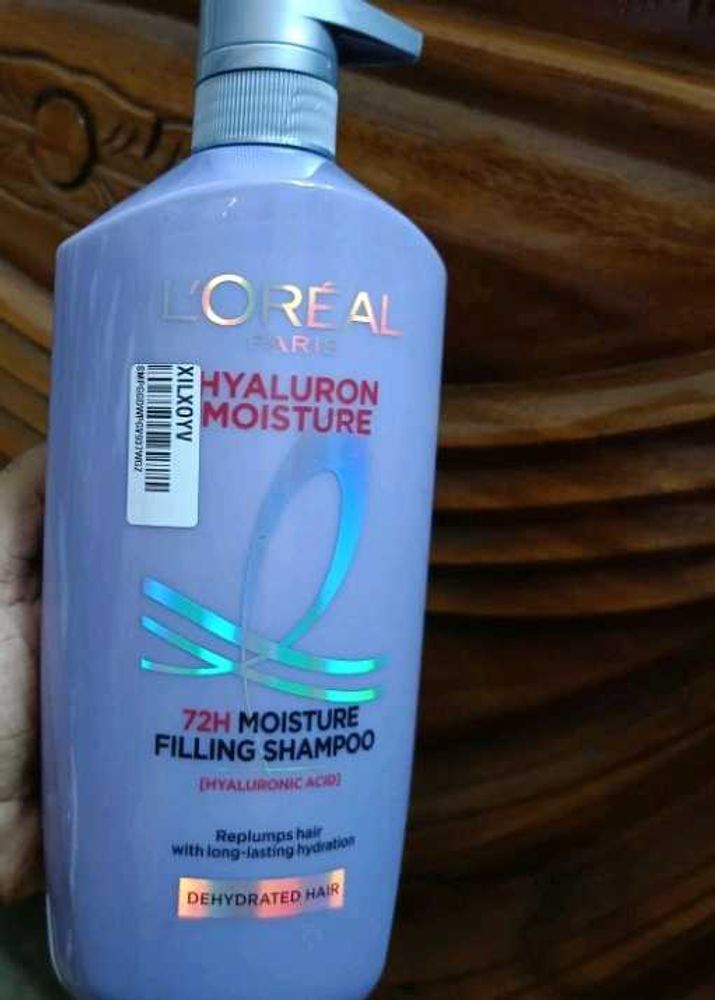 L'ORÉAL
PARIS
XILXOYV
HYALURON
MOISTURE
72H MOISTURE
FILLING SHAMPOO
[HYALURONIC ACID]
Replumps hair
with long-lasting hydration
DEHYDRATED HAIR